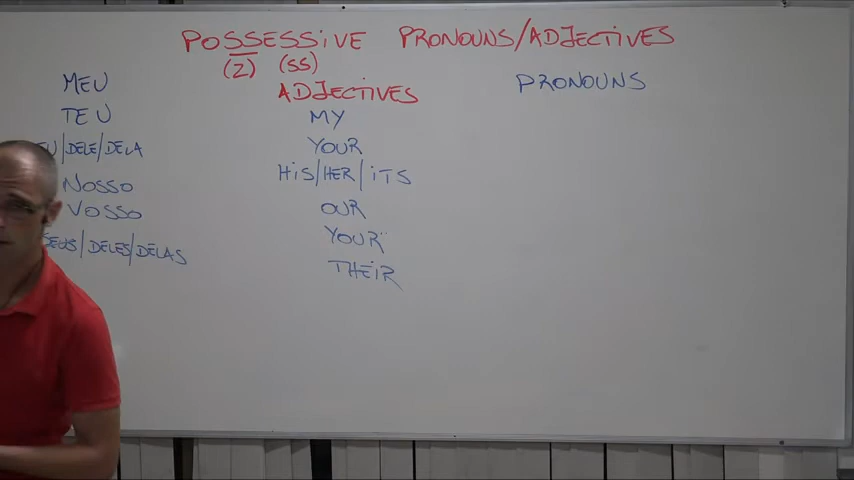 POSSESSIVE PRONOUNS/ADJECTIVES
(Z) (SS)
MEU ADJECTIVES PRONOUNS
TEU MY
/DELE/DELA YOUR
NOSSO HiS/HER/iTS
VOSSO OUR
SEUS/DELES/DELAS YOUR
THEiR